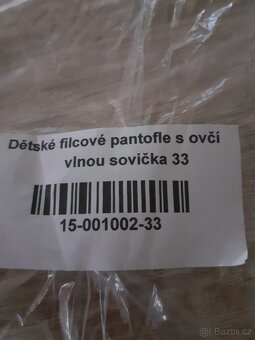 Dětské filcové pantofle s ovčí
vlnou sovička 33
15-001002-33
Bazos.cz